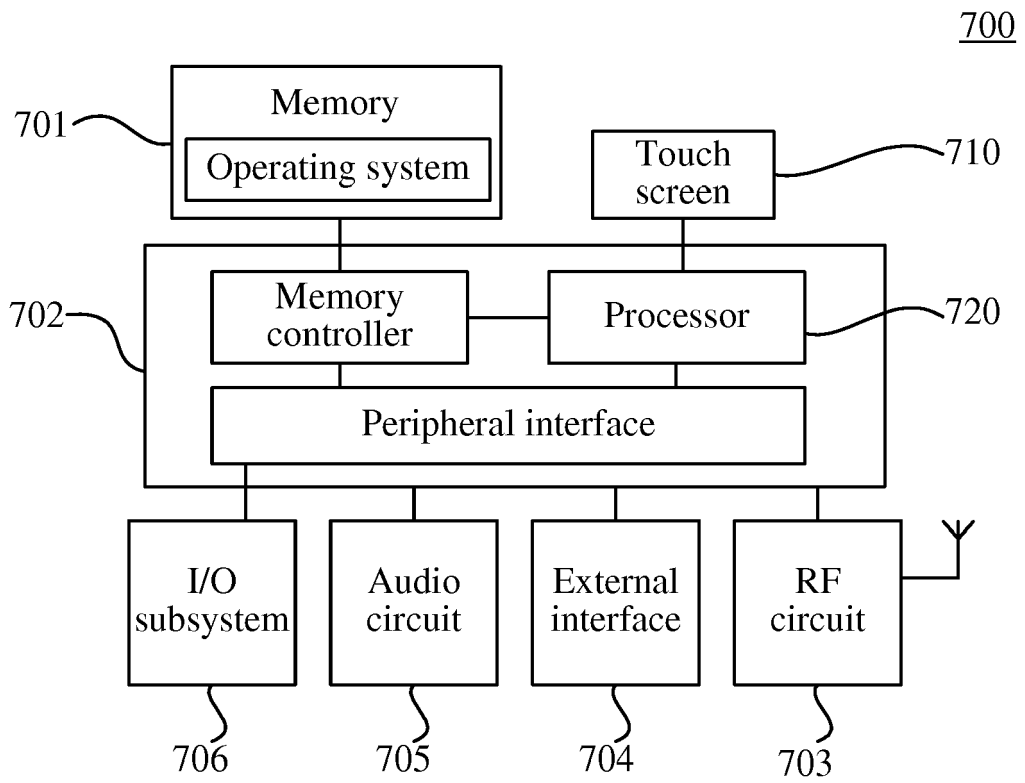 700
Memory
701
Operating system
Touch
screen
710
702
Memory
controller
Processor
720
Peripheral interface
I/O
subsystem
Audio
circuit
External
interface
RF
circuit
706
705
704
703